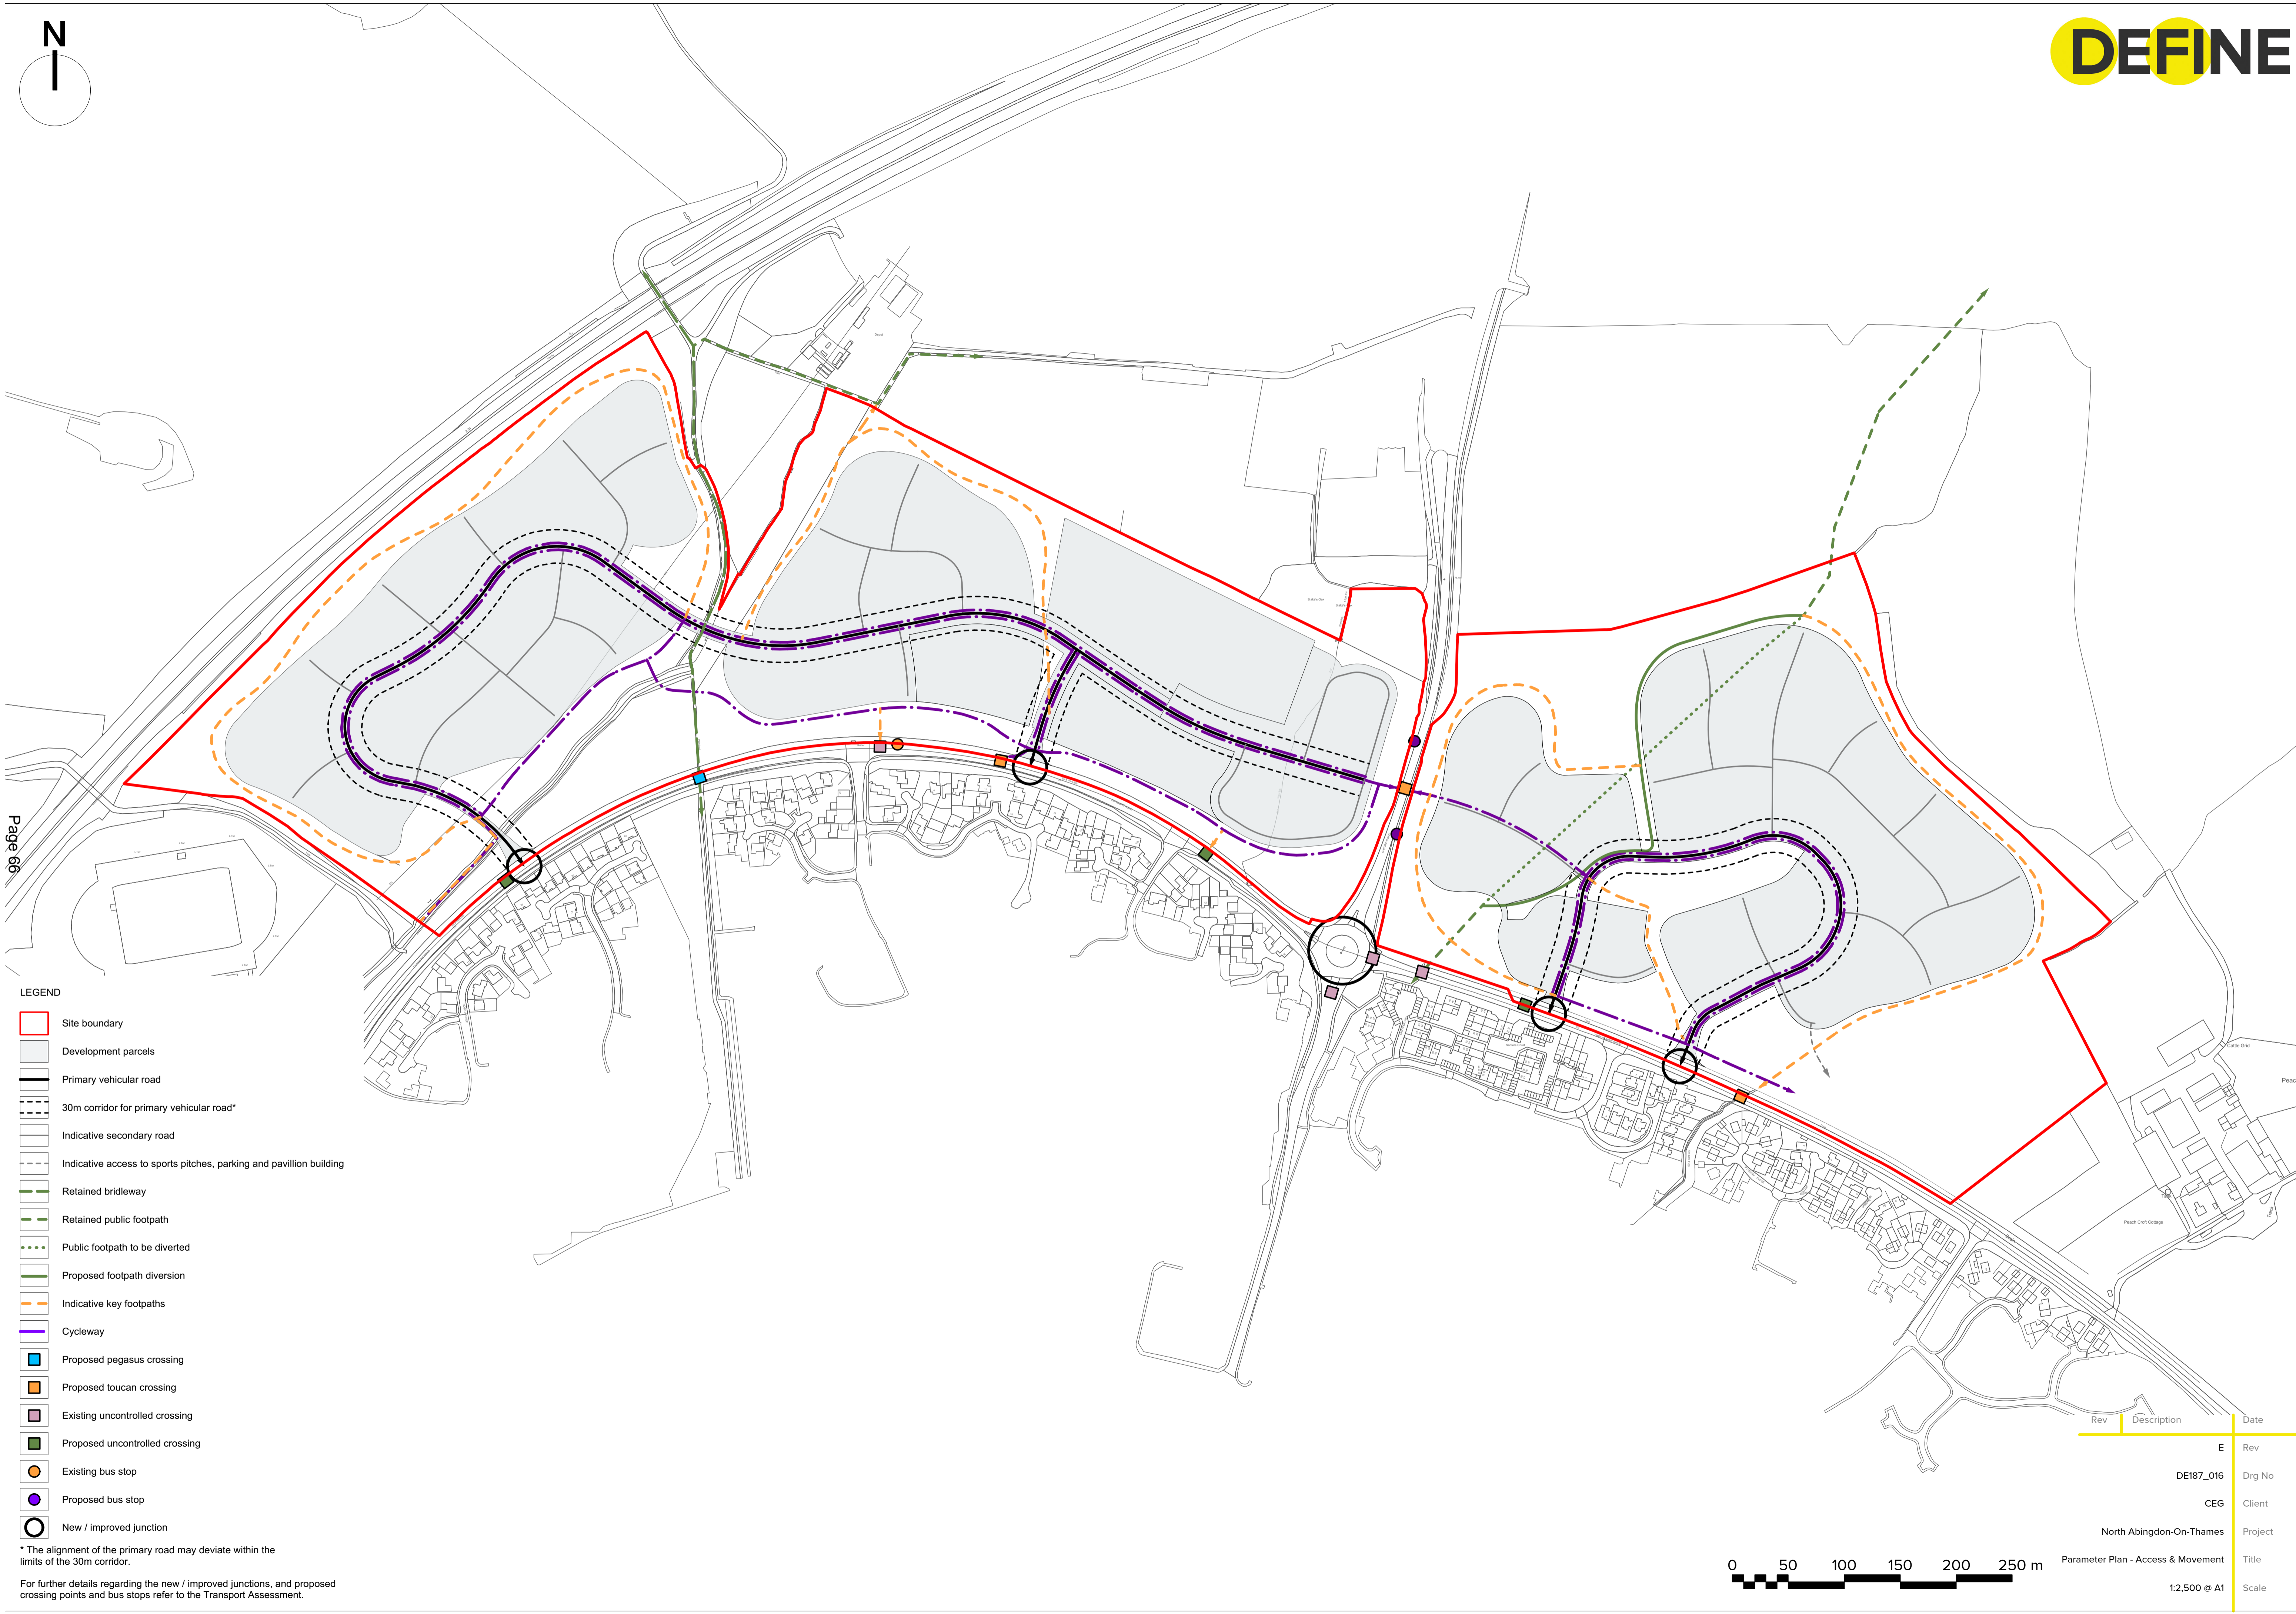 N
DEFINE
Page 66
Cattle Grid
Peach Croft Cottage
LEGEND
Site boundary
Development parcels
Primary vehicular road
30m corridor for primary vehicular road*
Indicative secondary road
Indicative access to sports pitches, parking and pavillion building
Retained bridleway
Retained public footpath
Public footpath to be diverted
Proposed footpath diversion
Indicative key footpaths
Cycleway
Proposed pegasus crossing
Proposed toucan crossing
Existing uncontrolled crossing
Proposed uncontrolled crossing
Existing bus stop
Proposed bus stop
New / improved junction
* The alignment of the primary road may deviate within the
limits of the 30m corridor.
For further details regarding the new / improved junctions, and proposed
crossing points and bus stops refer to the Transport Assessment.
0 50 100 150 200 250 m
Rev Description Date
E Rev
DE187_016 Drg No
CEG Client
North Abingdon-On-Thames Project
Parameter Plan - Access & Movement Title
1:2,500 @ A1 Scale